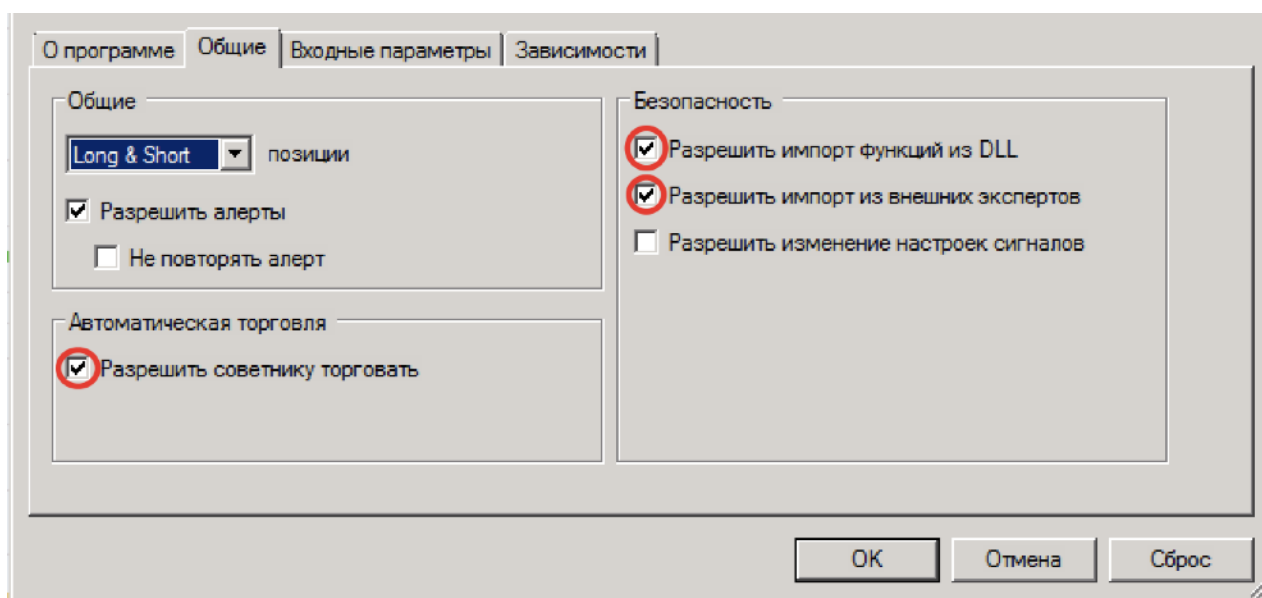 О программе Общие Входные параметры Зависимости
Общие
Long & Short позиции
Разрешить алерты
Не повторять алерт
Автоматическая торговля
Разрешить советнику торговать
Безопасность
Разрешить импорт функций из DLL
Разрешить импорт из внешних экспертов
Разрешить изменение настроек сигналов
OK Отмена Сброс